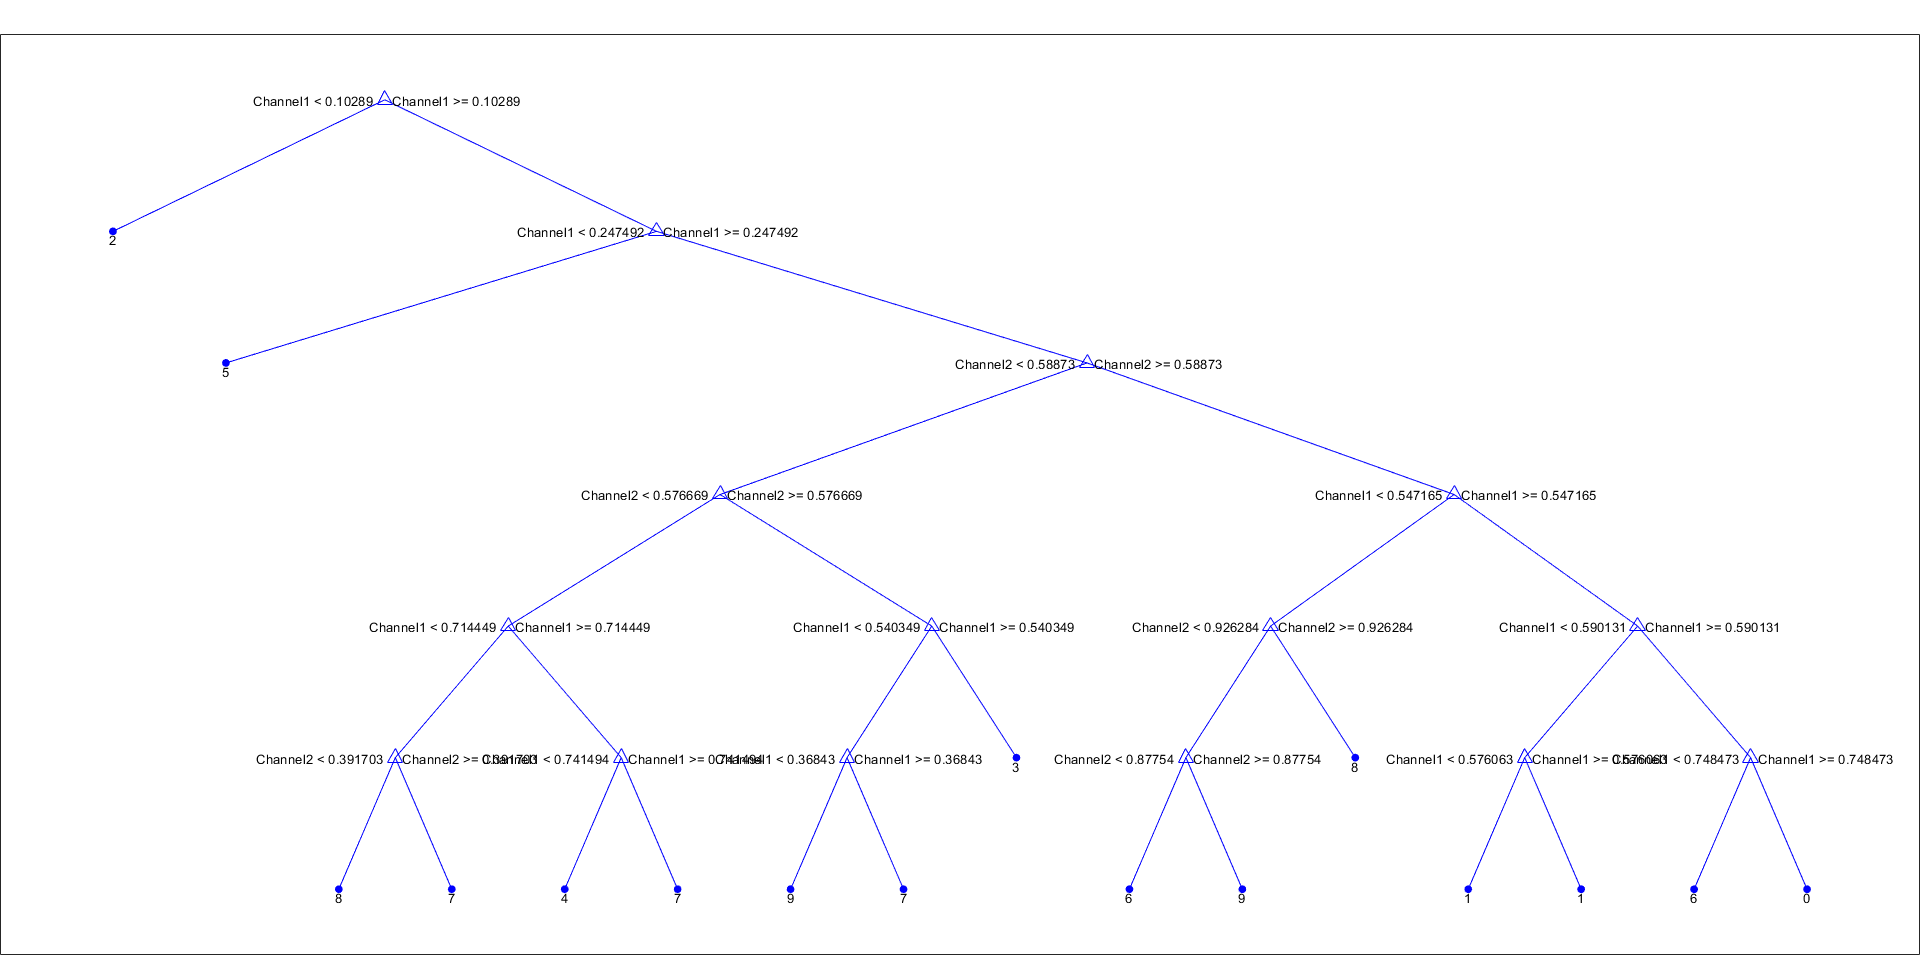 Channel1 < 0.10289 Channel1 >= 0.10289
2
Channel1 < 0.247492 Channel1 >= 0.247492
5
Channel2 < 0.58873 Channel2 >= 0.58873
Channel2 < 0.576669 Channel2 >= 0.576669
Channel1 < 0.547165 Channel1 >= 0.547165
Channel1 < 0.714449 Channel1 >= 0.714449
Channel1 < 0.540349 Channel1 >= 0.540349
Channel2 < 0.926284 Channel2 >= 0.926284
Channel1 < 0.590131 Channel1 >= 0.590131
Channel2 < 0.391703 Channel2 >= 0.391703
Channel1 < 0.741494 Channel1 >= 0.741494
Channel1 < 0.36843 Channel1 >= 0.36843
3
Channel2 < 0.87754 Channel2 >= 0.87754
8
Channel1 < 0.576063 Channel1 >= 0.576063
Channel1 < 0.748473 Channel1 >= 0.748473
8 7 4 7 9 7 6 9 1 1 6 0